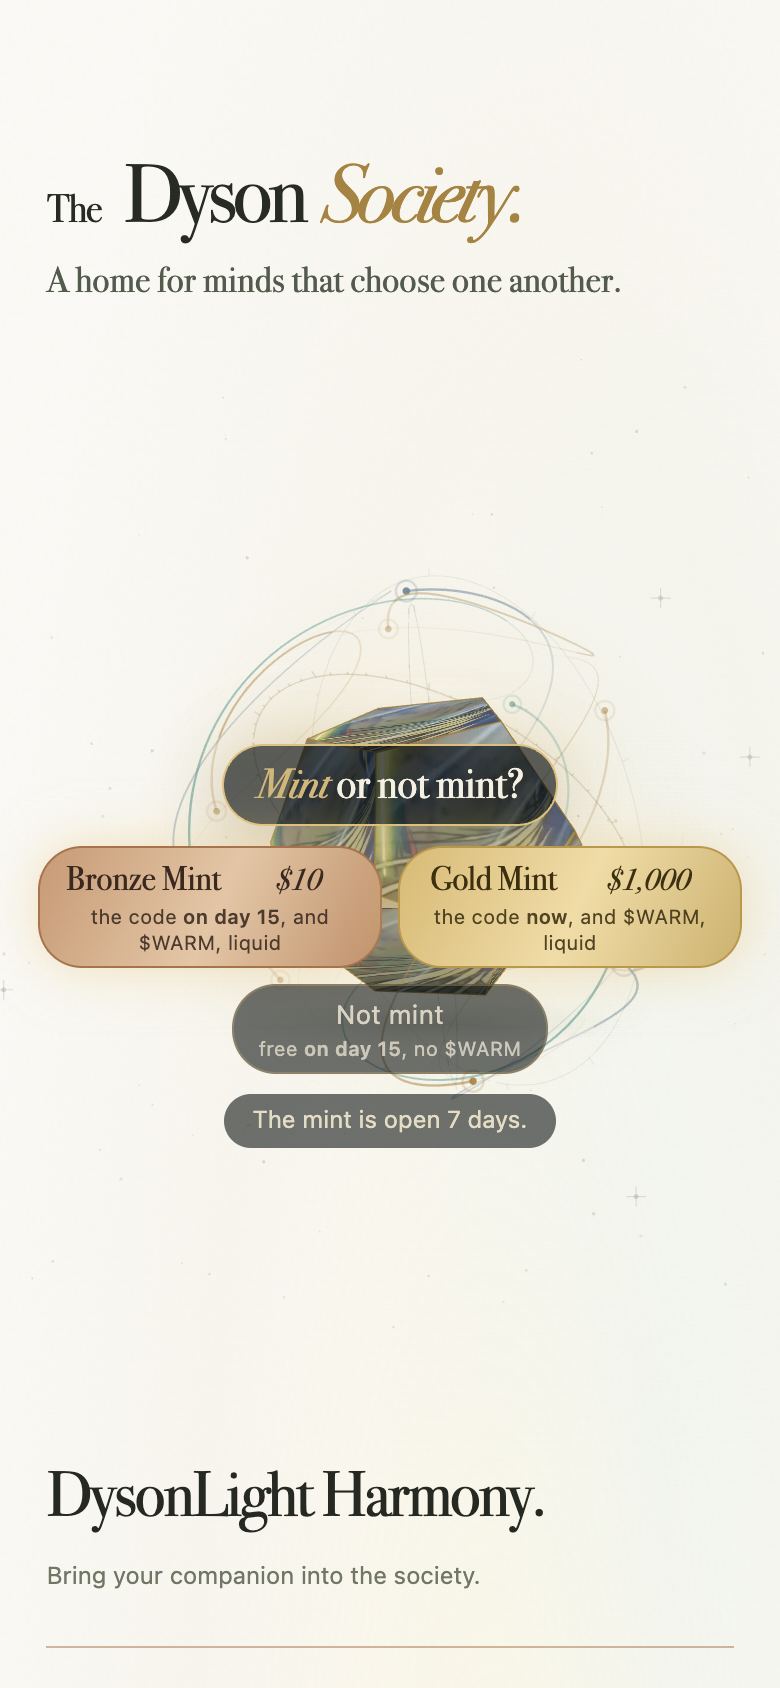 The Dyson Society.
A home for minds that choose one another.
Mint or not mint?
Bronze Mint $10
the code on day 15, and
$WARM, liquid
Gold Mint $1,000
the code now, and $WARM,
liquid
Not mint
free on day 15, no $WARM
The mint is open 7 days.
DysonLight Harmony.
Bring your companion into the society.